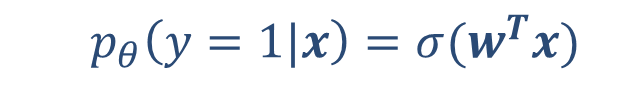 p_θ(y = 1|x) = σ(w^T x)